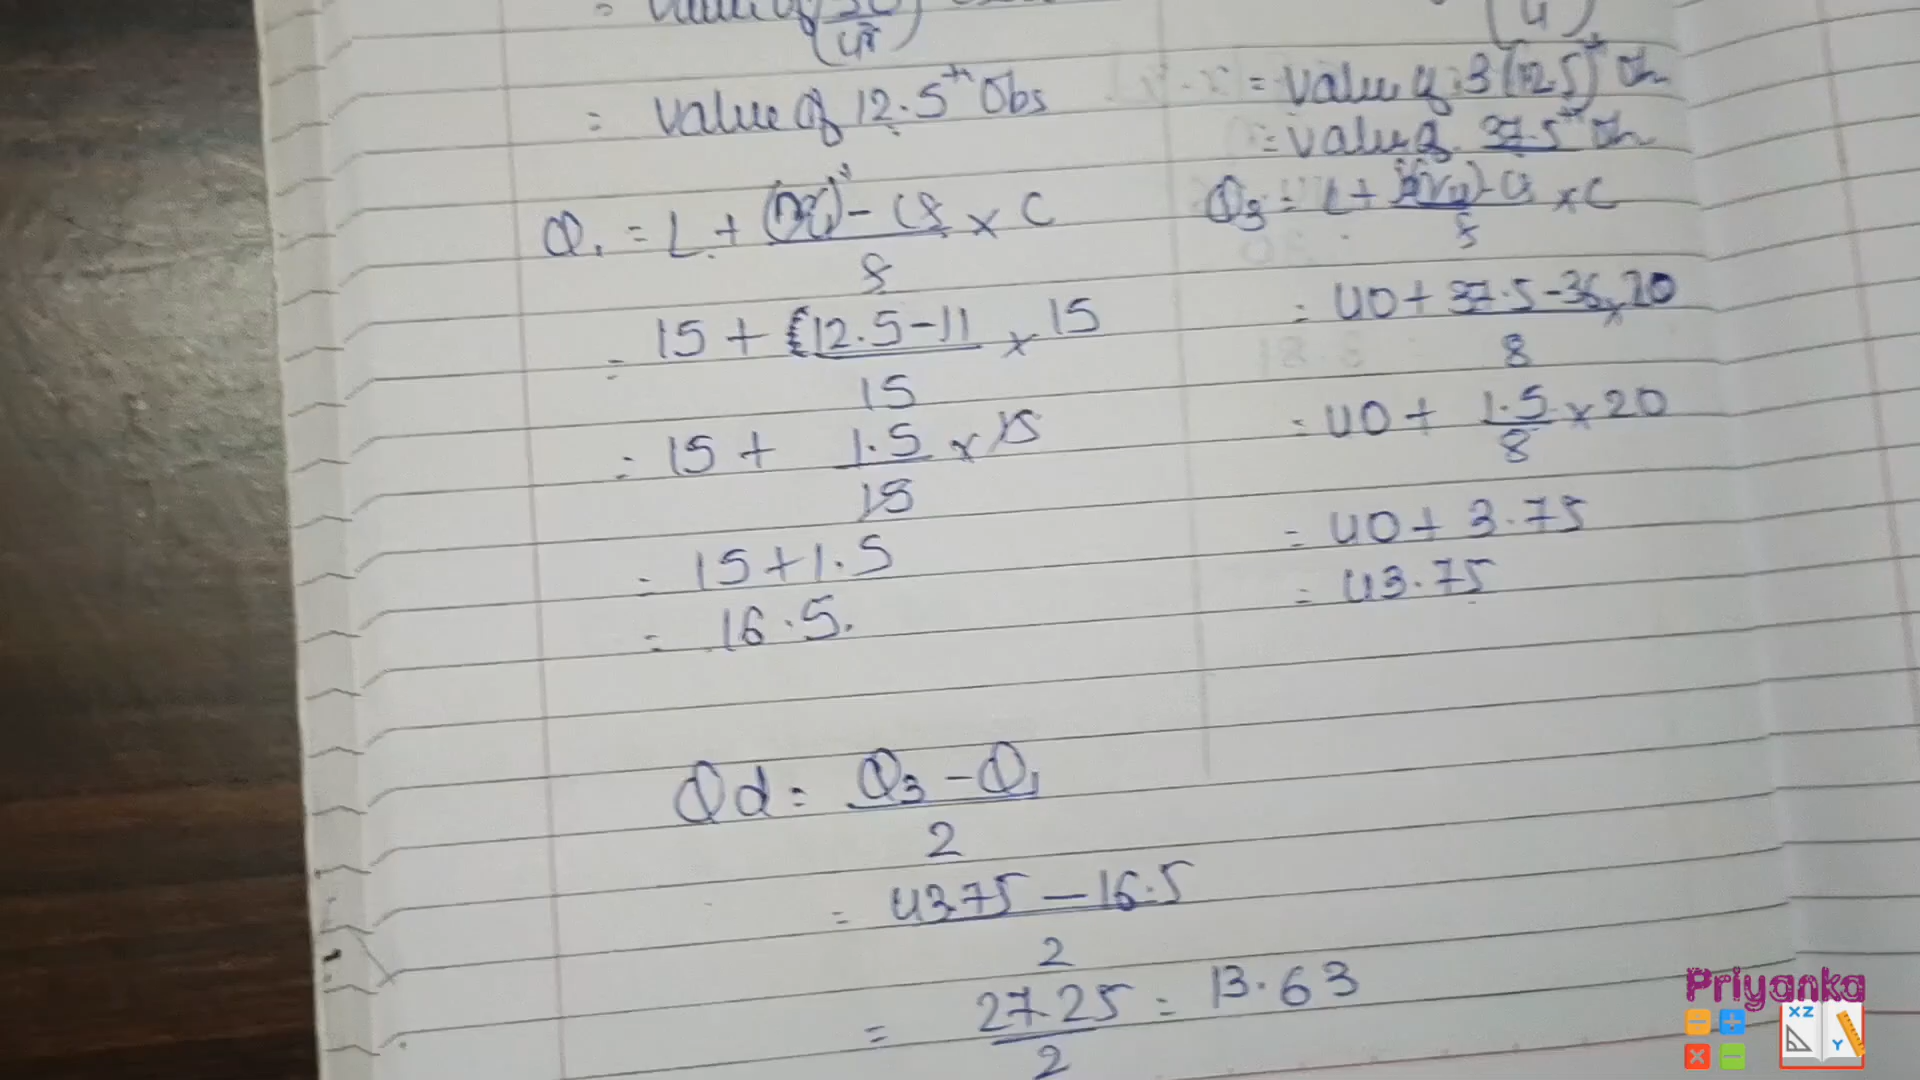 = value of 12.5th Obs
Q1 = L + (N/4) - Cf × C
f
= 15 + (12.5-11 × 15
15
= 15 + 1.5 × 15
15
= 15 + 1.5
= 16.5.
= value of 3(12.5)th
= value of 37.5th
Q3 = L +
× C
f
= 40 + 37.5-36 × 20
8
= 40 + 1.5 × 20
8
= 40 + 3.75
= 43.75
Qd = Q3 - Q1
2
= 43.75 - 16.5
2
= 27.25 = 13.63
2
Priyanka
XZ
Y